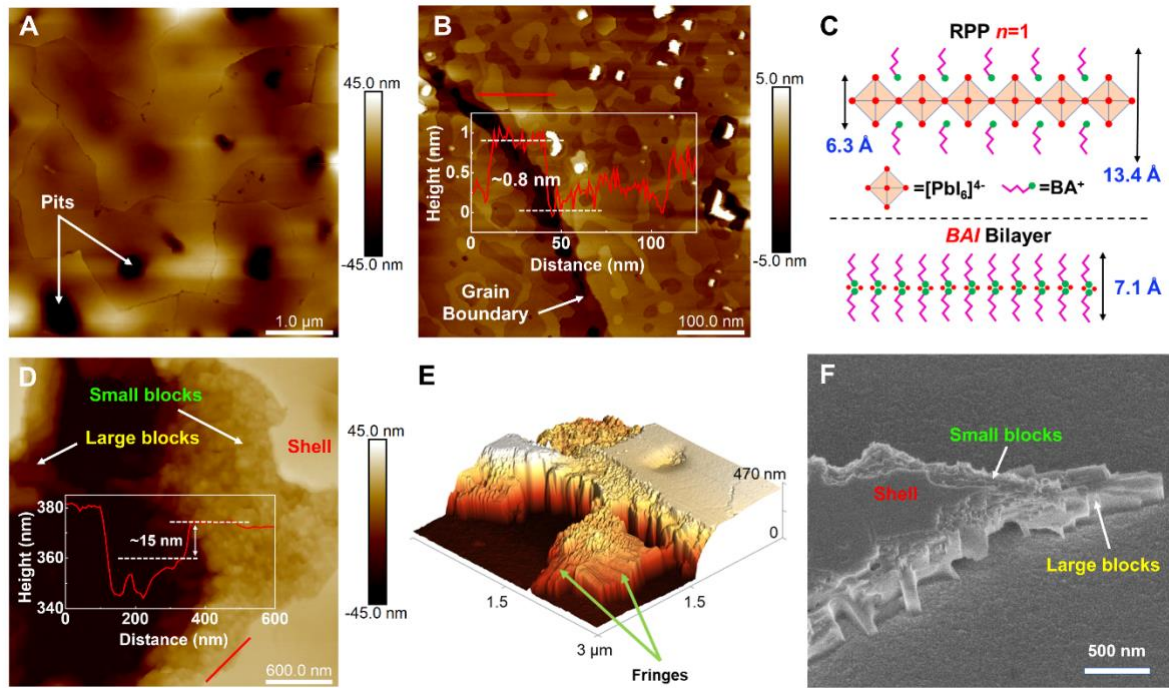 A
Pits
1.0 µm
45.0 nm
-45.0 nm
B
Height (nm)
1
0.5
0
~0.8 nm
0
50
100
Distance (nm)
Grain
Boundary
100.0 nm
5.0 nm
-5.0 nm
C
RPP n=1
6.3 Å
13.4 Å
=[PbI₆]⁴⁻
=BA⁺
BAI Bilayer
7.1 Å
D
Small blocks
Large blocks
Shell
Height (nm)
380
360
340
~15 nm
0
200
400
600
Distance (nm)
600.0 nm
45.0 nm
-45.0 nm
E
470 nm
0
1.5
1.5
3 µm
Fringes
F
Small blocks
Shell
Large blocks
500 nm